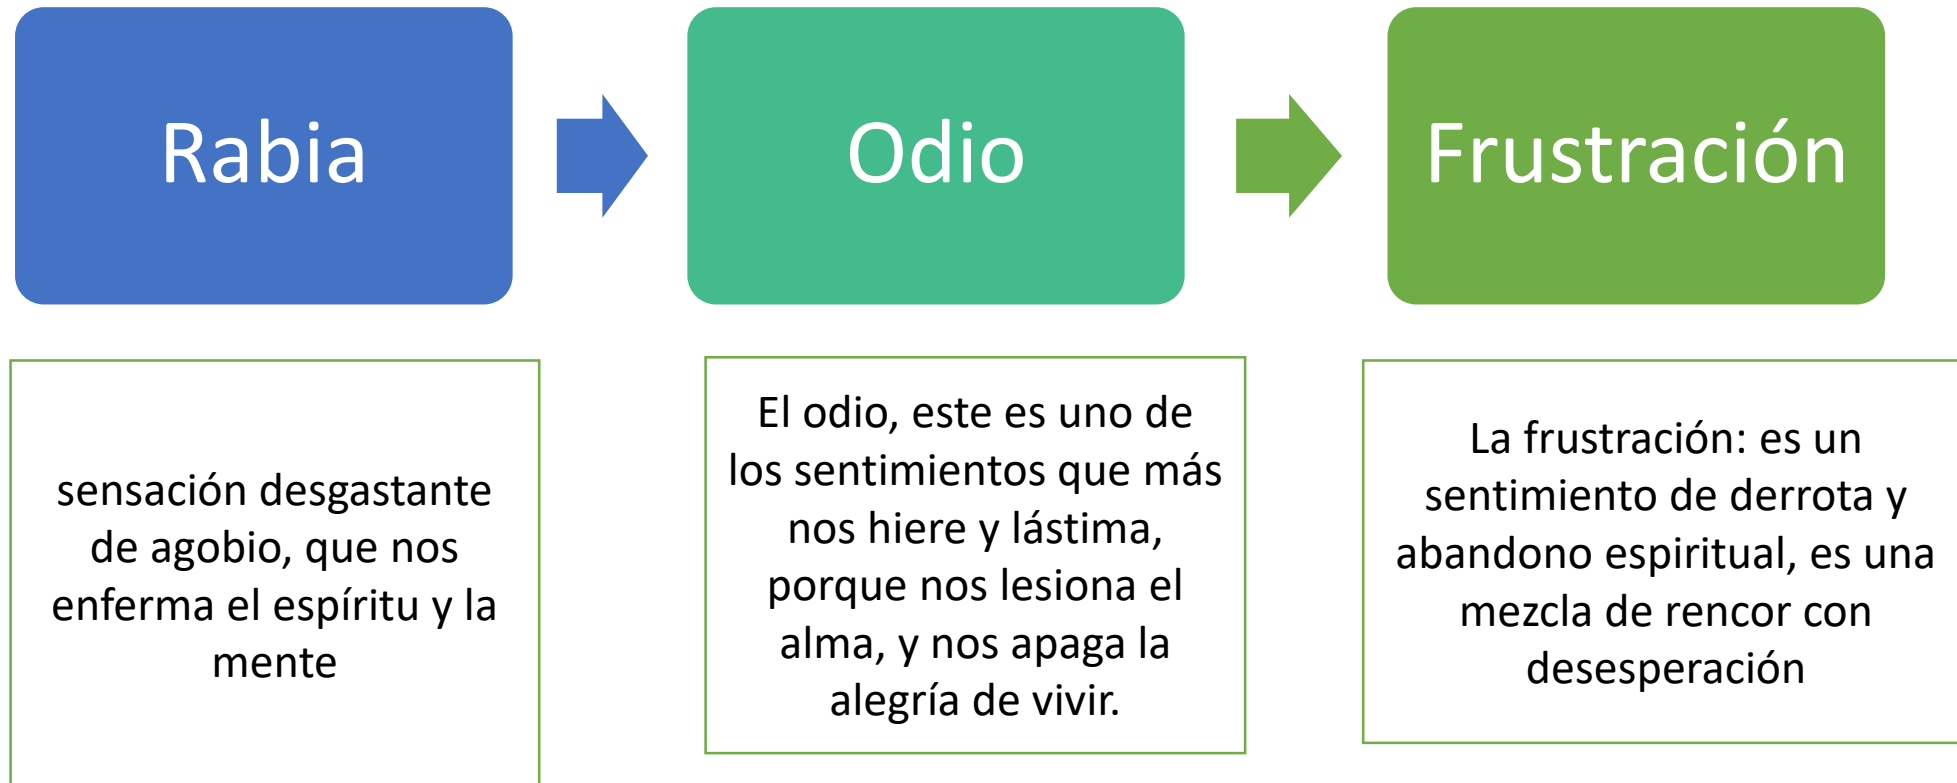 Rabia
Odio
Frustración
sensación desgastante
de agobio, que nos
enferma el espíritu y la
mente
El odio, este es uno de
los sentimientos que más
nos hiere y lástima,
porque nos lesiona el
alma, y nos apaga la
alegría de vivir.
La frustración: es un
sentimiento de derrota y
abandono espiritual, es una
mezcla de rencor con
desesperación